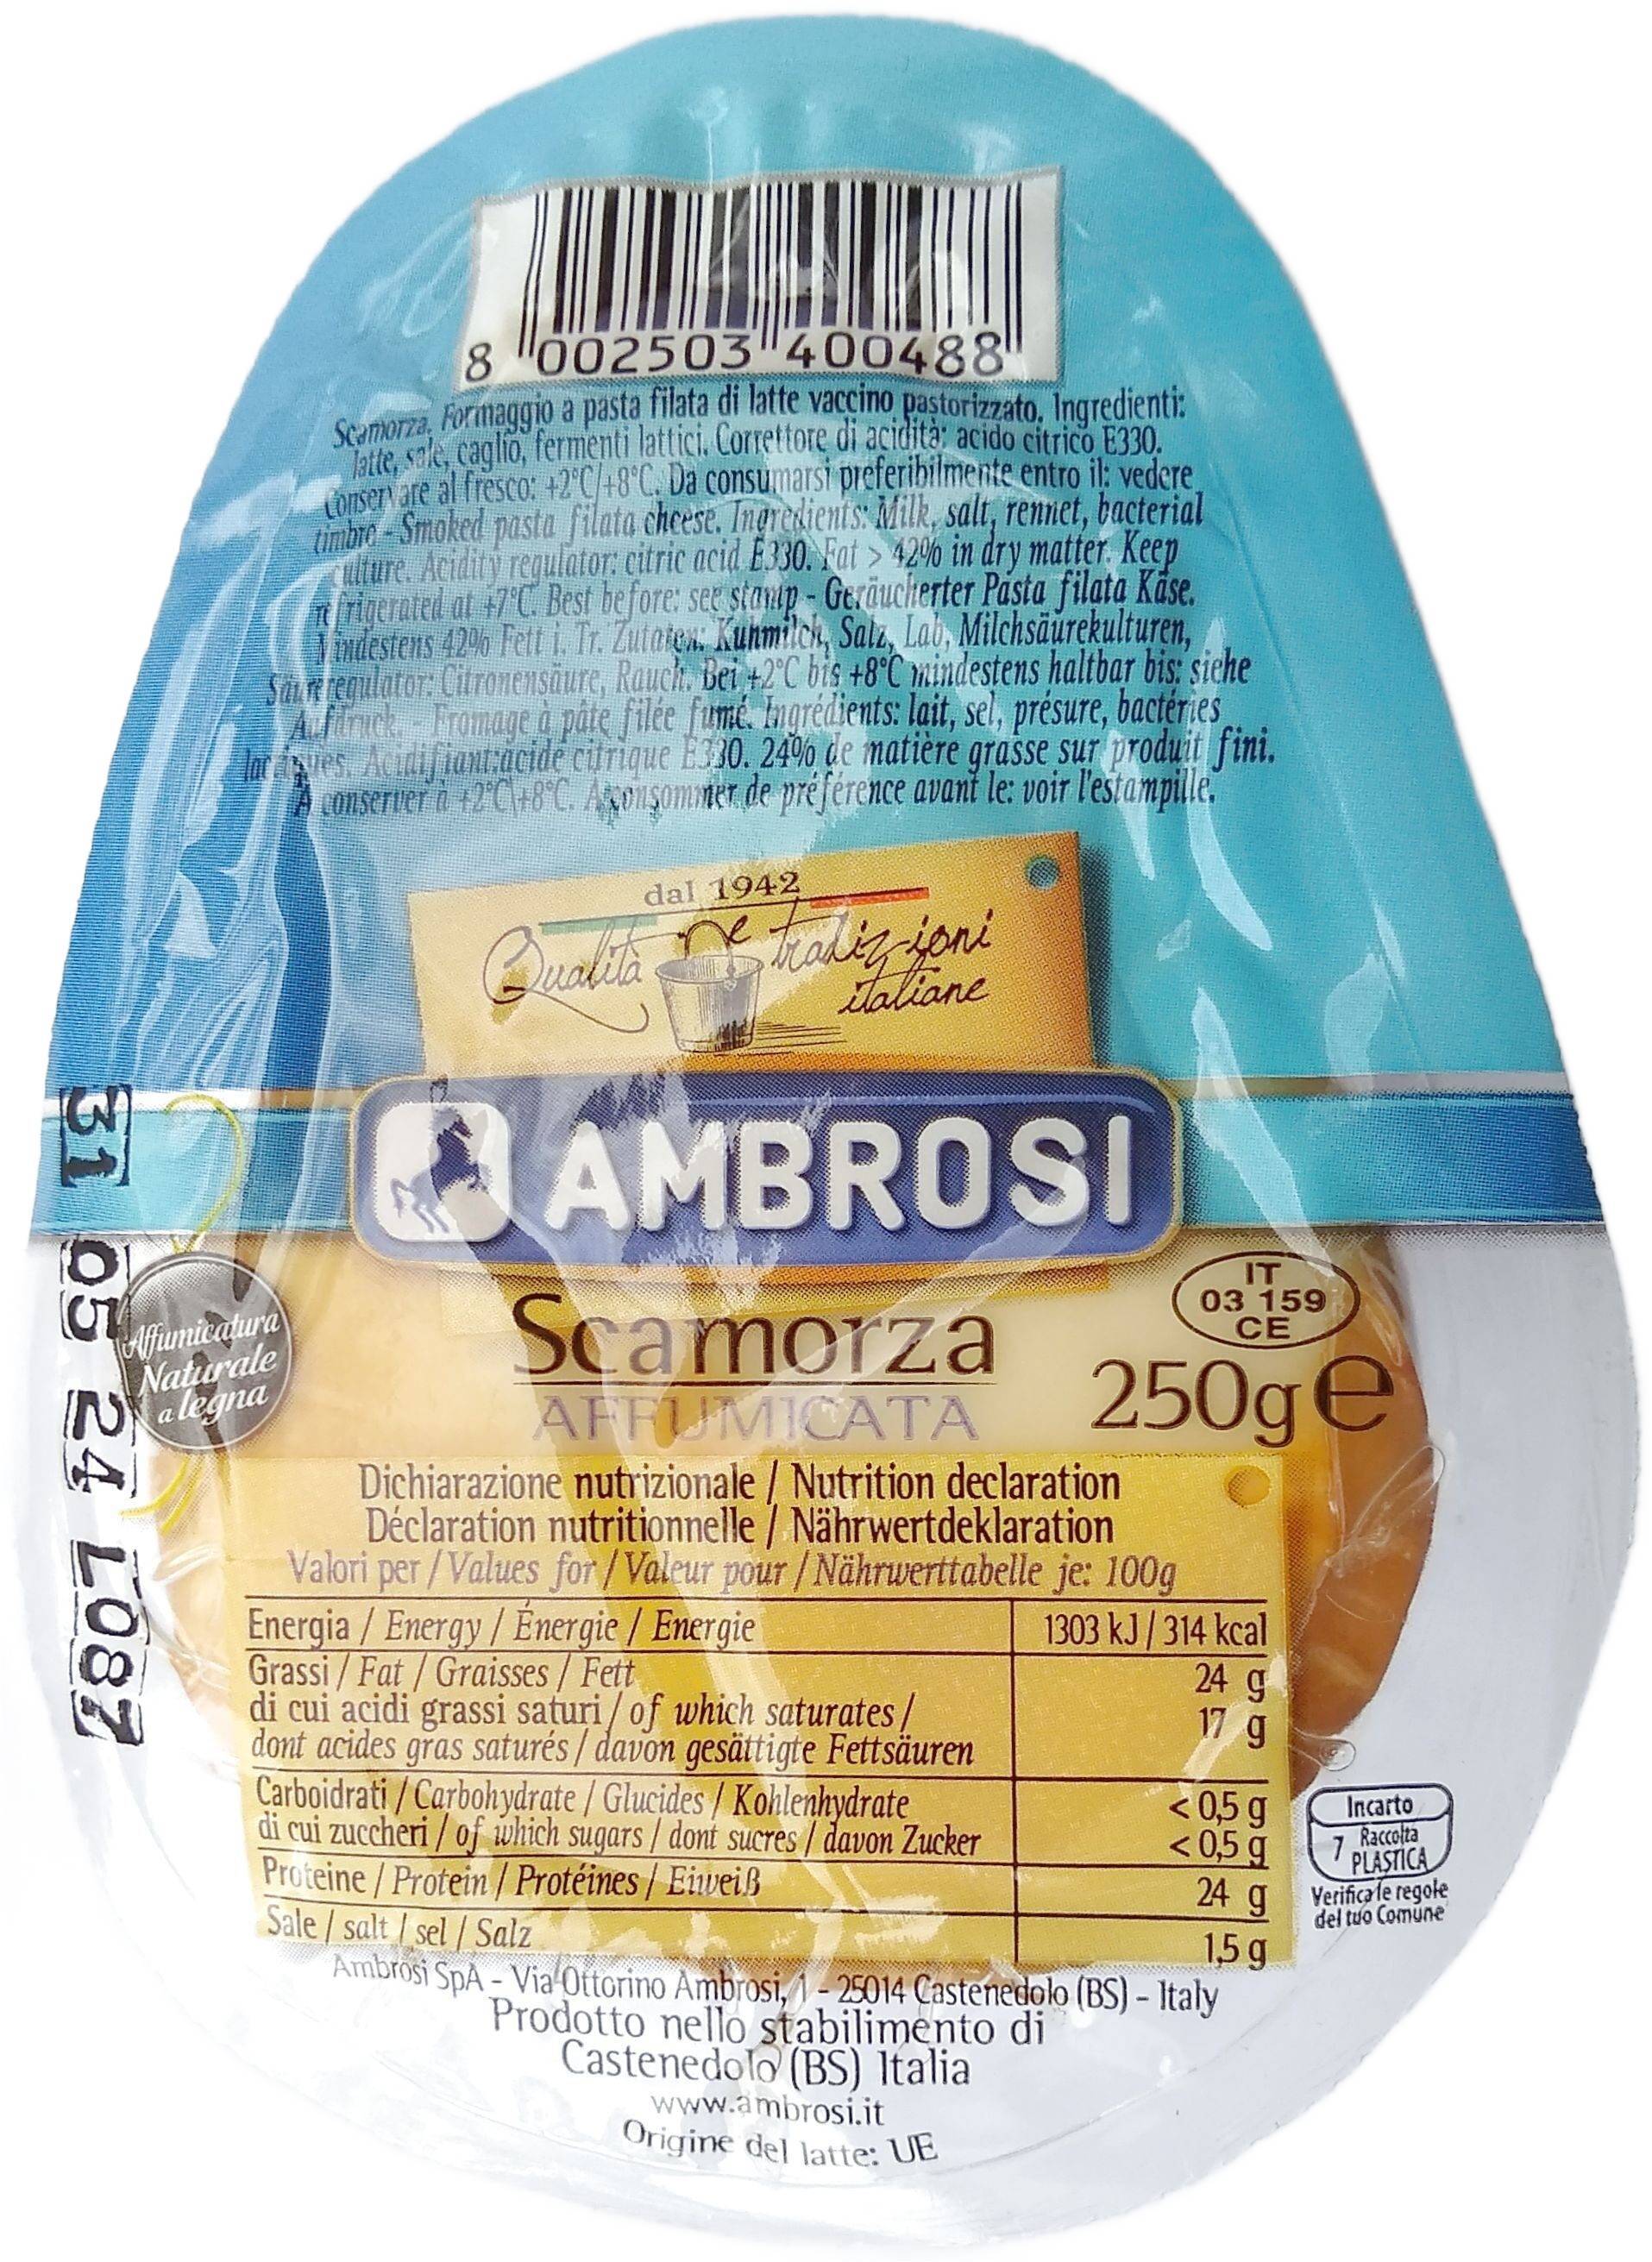 8 002503 400488
Scamorza. Formaggio a pasta filata di latte vaccino pastorizzato. Ingredienti:
latte, sale, caglio, fermenti lattici. Correttore di acidità: acido citrico E330.
Conservare al fresco: +2°C/+8°C. Da consumarsi preferibilmente entro il: vedere
timbro - Smoked pasta filata cheese. Ingredients: Milk, salt, rennet, bacterial
culture. Acidity regulator: citric acid E330. Fat > 42% in dry matter. Keep
refrigerated at +7°C. Best before: see stamp - Geräucherter Pasta filata Käse.
Mindestens 42% Fett i. Tr. Zutaten: Kuhmilch, Salz, Lab, Milchsäurekulturen,
Säureregulator: Citronensäure, Rauch. Bei +2°C bis +8°C mindestens haltbar bis: siehe
Aufdruck. - Fromage à pâte filée fumé. Ingrédients: lait, sel, présure, bactéries
lactiques. Acidifiant:acide citrique E330. 24% de matière grasse sur produit fini.
A conserver à +2°C\+8°C. A consommer de préférence avant le: voir l'estampille.
dal 1942
Qualità e tradizioni
italiane
AMBROSI
31 05 24 L087
Affumicatura
Naturale
a legna
Scamorza
AFFUMICATA
IT
03 159
CE
250g e
Dichiarazione nutrizionale / Nutrition declaration
Déclaration nutritionnelle / Nährwertdeklaration
Valori per / Values for / Valeur pour / Nährwerttabelle je: 100g
Energia / Energy / Énergie / Energie 1303 kJ / 314 kcal
Grassi / Fat / Graisses / Fett 24 g
di cui acidi grassi saturi / of which saturates / 17 g
dont acides gras saturés / davon gesättigte Fettsäuren
Carboidrati / Carbohydrate / Glucides / Kohlenhydrate < 0,5 g
di cui zuccheri / of which sugars / dont sucres / davon Zucker < 0,5 g
Proteine / Protein / Protéines / Eiweiß 24 g
Sale / salt / sel / Salz 1,5 g
Incarto
7 Raccolta
PLASTICA
Verifica le regole
del tuo Comune
Ambrosi SpA - Via Ottorino Ambrosi, 1 - 25014 Castenedolo (BS) - Italy
Prodotto nello stabilimento di
Castenedolo (BS) Italia
www.ambrosi.it
Origine del latte: UE